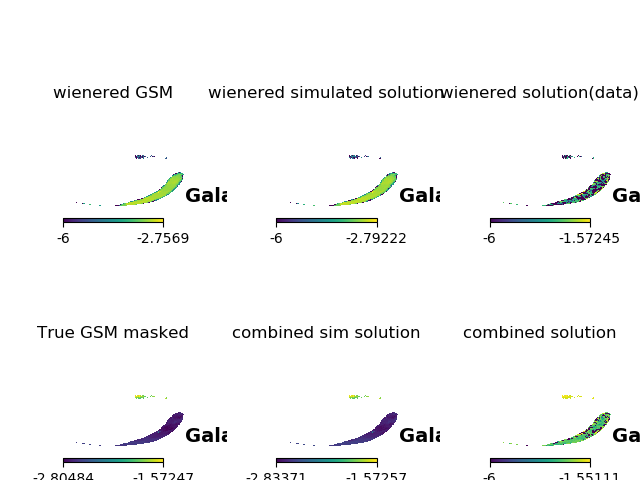 wienered GSM wienered simulated solution wienered solution(data)
Gala Gala Ga
-6 -2.7569 -6 -2.79222 -6 -1.57245
True GSM masked combined sim solution combined solution
Gala Gala Ga
-2.80484 -1.57247 -2.83371 -1.57257 -6 -1.55111